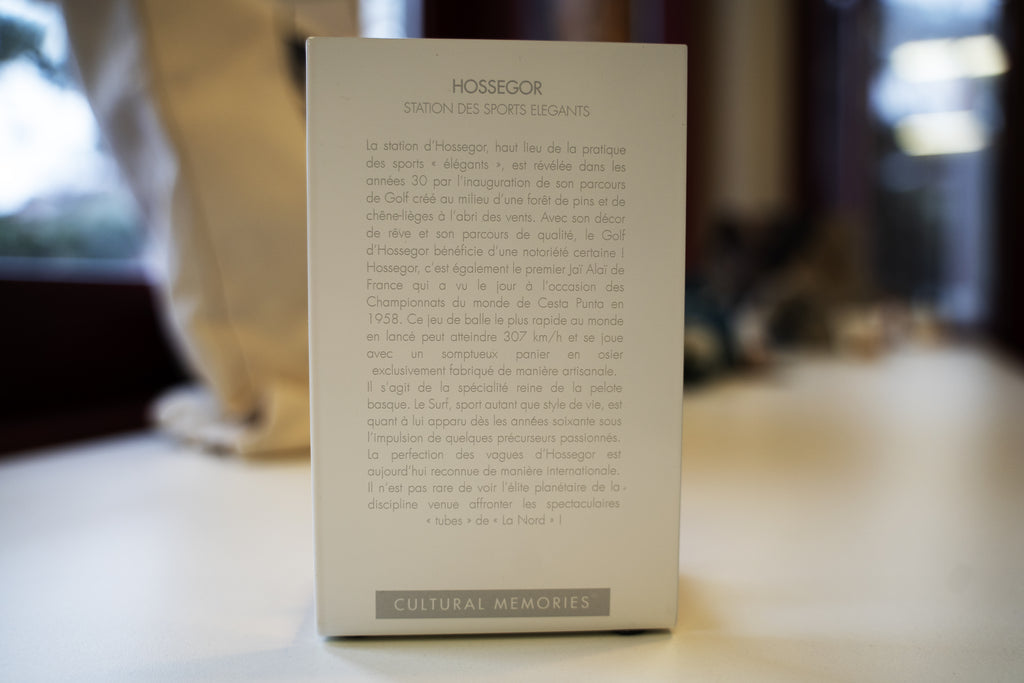 HOSSEGOR
STATION DES SPORTS ELEGANTS
La station d'Hossegor, haut lieu de la pratique
des sports « élégants », est révélée dans les
années 30 par l'inauguration de son parcours
de Golf créé au milieu d'une forêt de pins et de
chêne-lièges à l'abri des vents. Avec son décor
de rêve et son parcours de qualité, le Golf
d'Hossegor bénéficie d'une notoriété certaine !
Hossegor, c'est également le premier Jaï Alaï de
France qui a vu le jour à l'occasion des
Championnats du monde de Cesta Punta en
1958. Ce jeu de balle le plus rapide au monde
en lancé peut atteindre 307 km/h et se joue
avec un somptueux panier en osier
exclusivement fabriqué de manière artisanale.
Il s'agit de la spécialité reine de la pelote
basque. Le Surf, sport autant que style de vie, est
quant à lui apparu dès les années soixante sous
l'impulsion de quelques précurseurs passionnés.
La perfection des vagues d'Hossegor est
aujourd'hui reconnue de manière internationale.
Il n'est pas rare de voir l'élite planétaire de la
discipline venue affronter les spectaculaires
« tubes » de « La Nord » !
CULTURAL MEMORIES